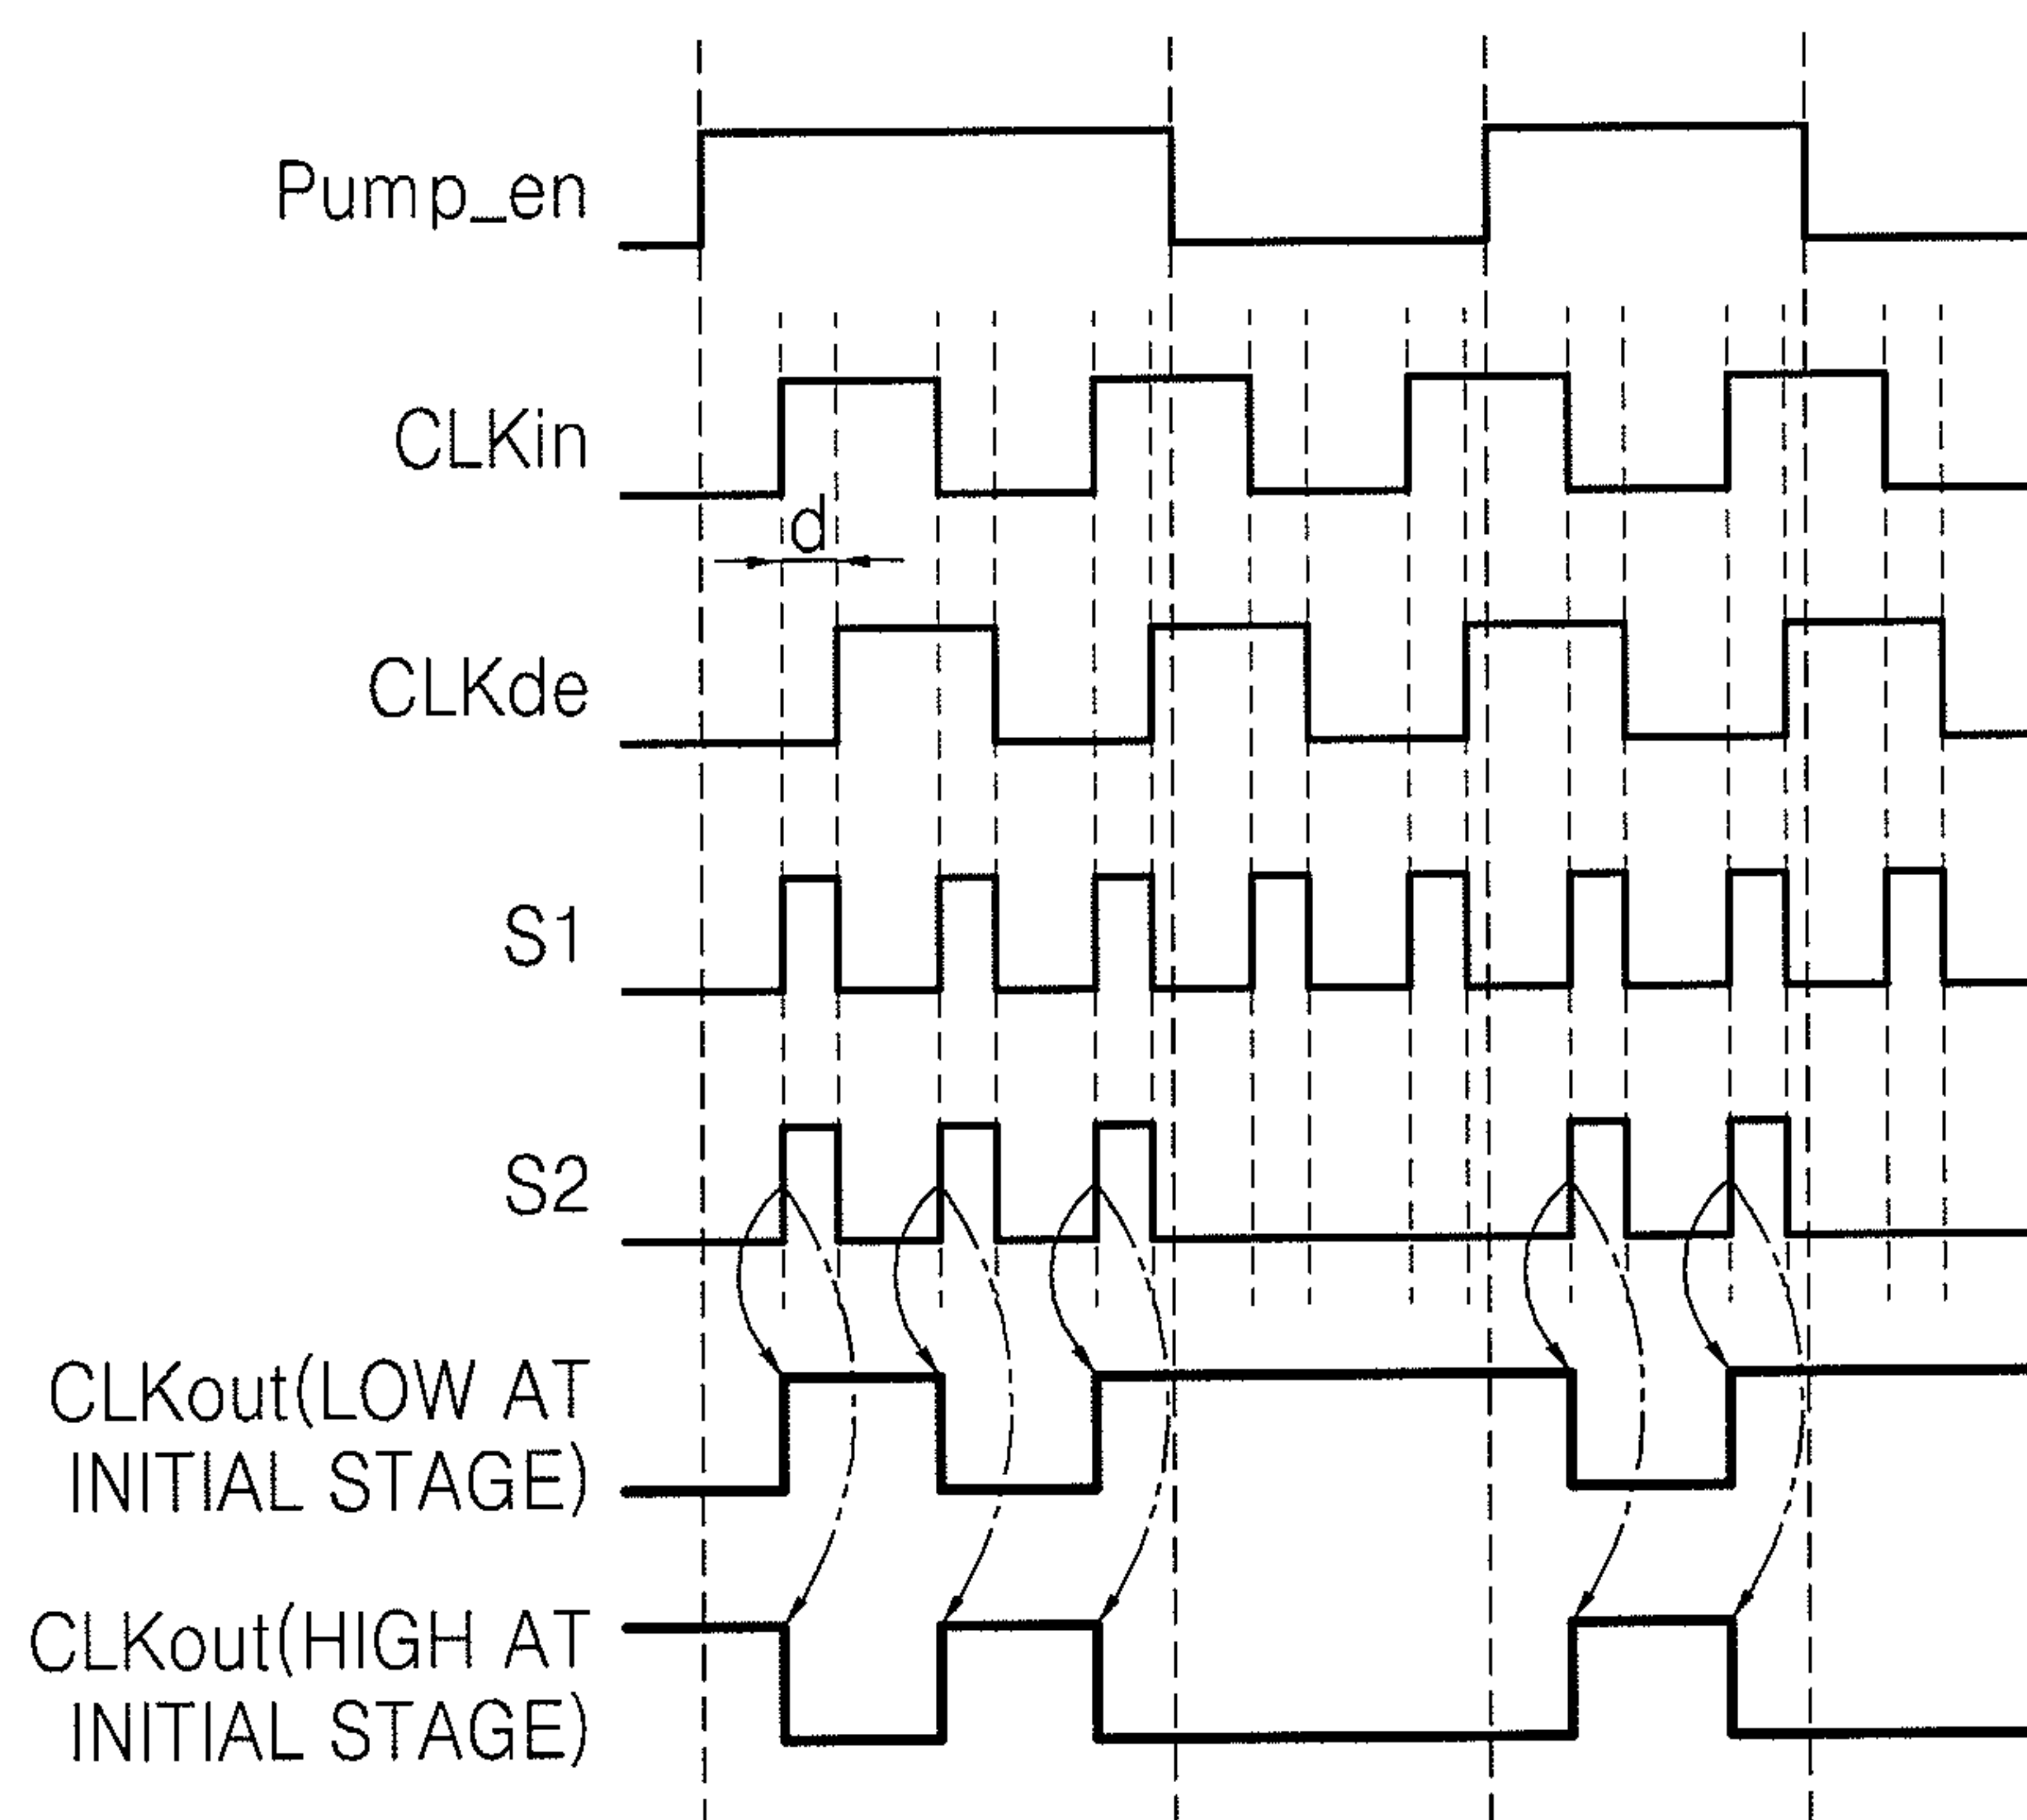 Pump_en
CLKin
d
CLKde
S1
S2
CLKout(LOW AT
INITIAL STAGE)
CLKout(HIGH AT
INITIAL STAGE)